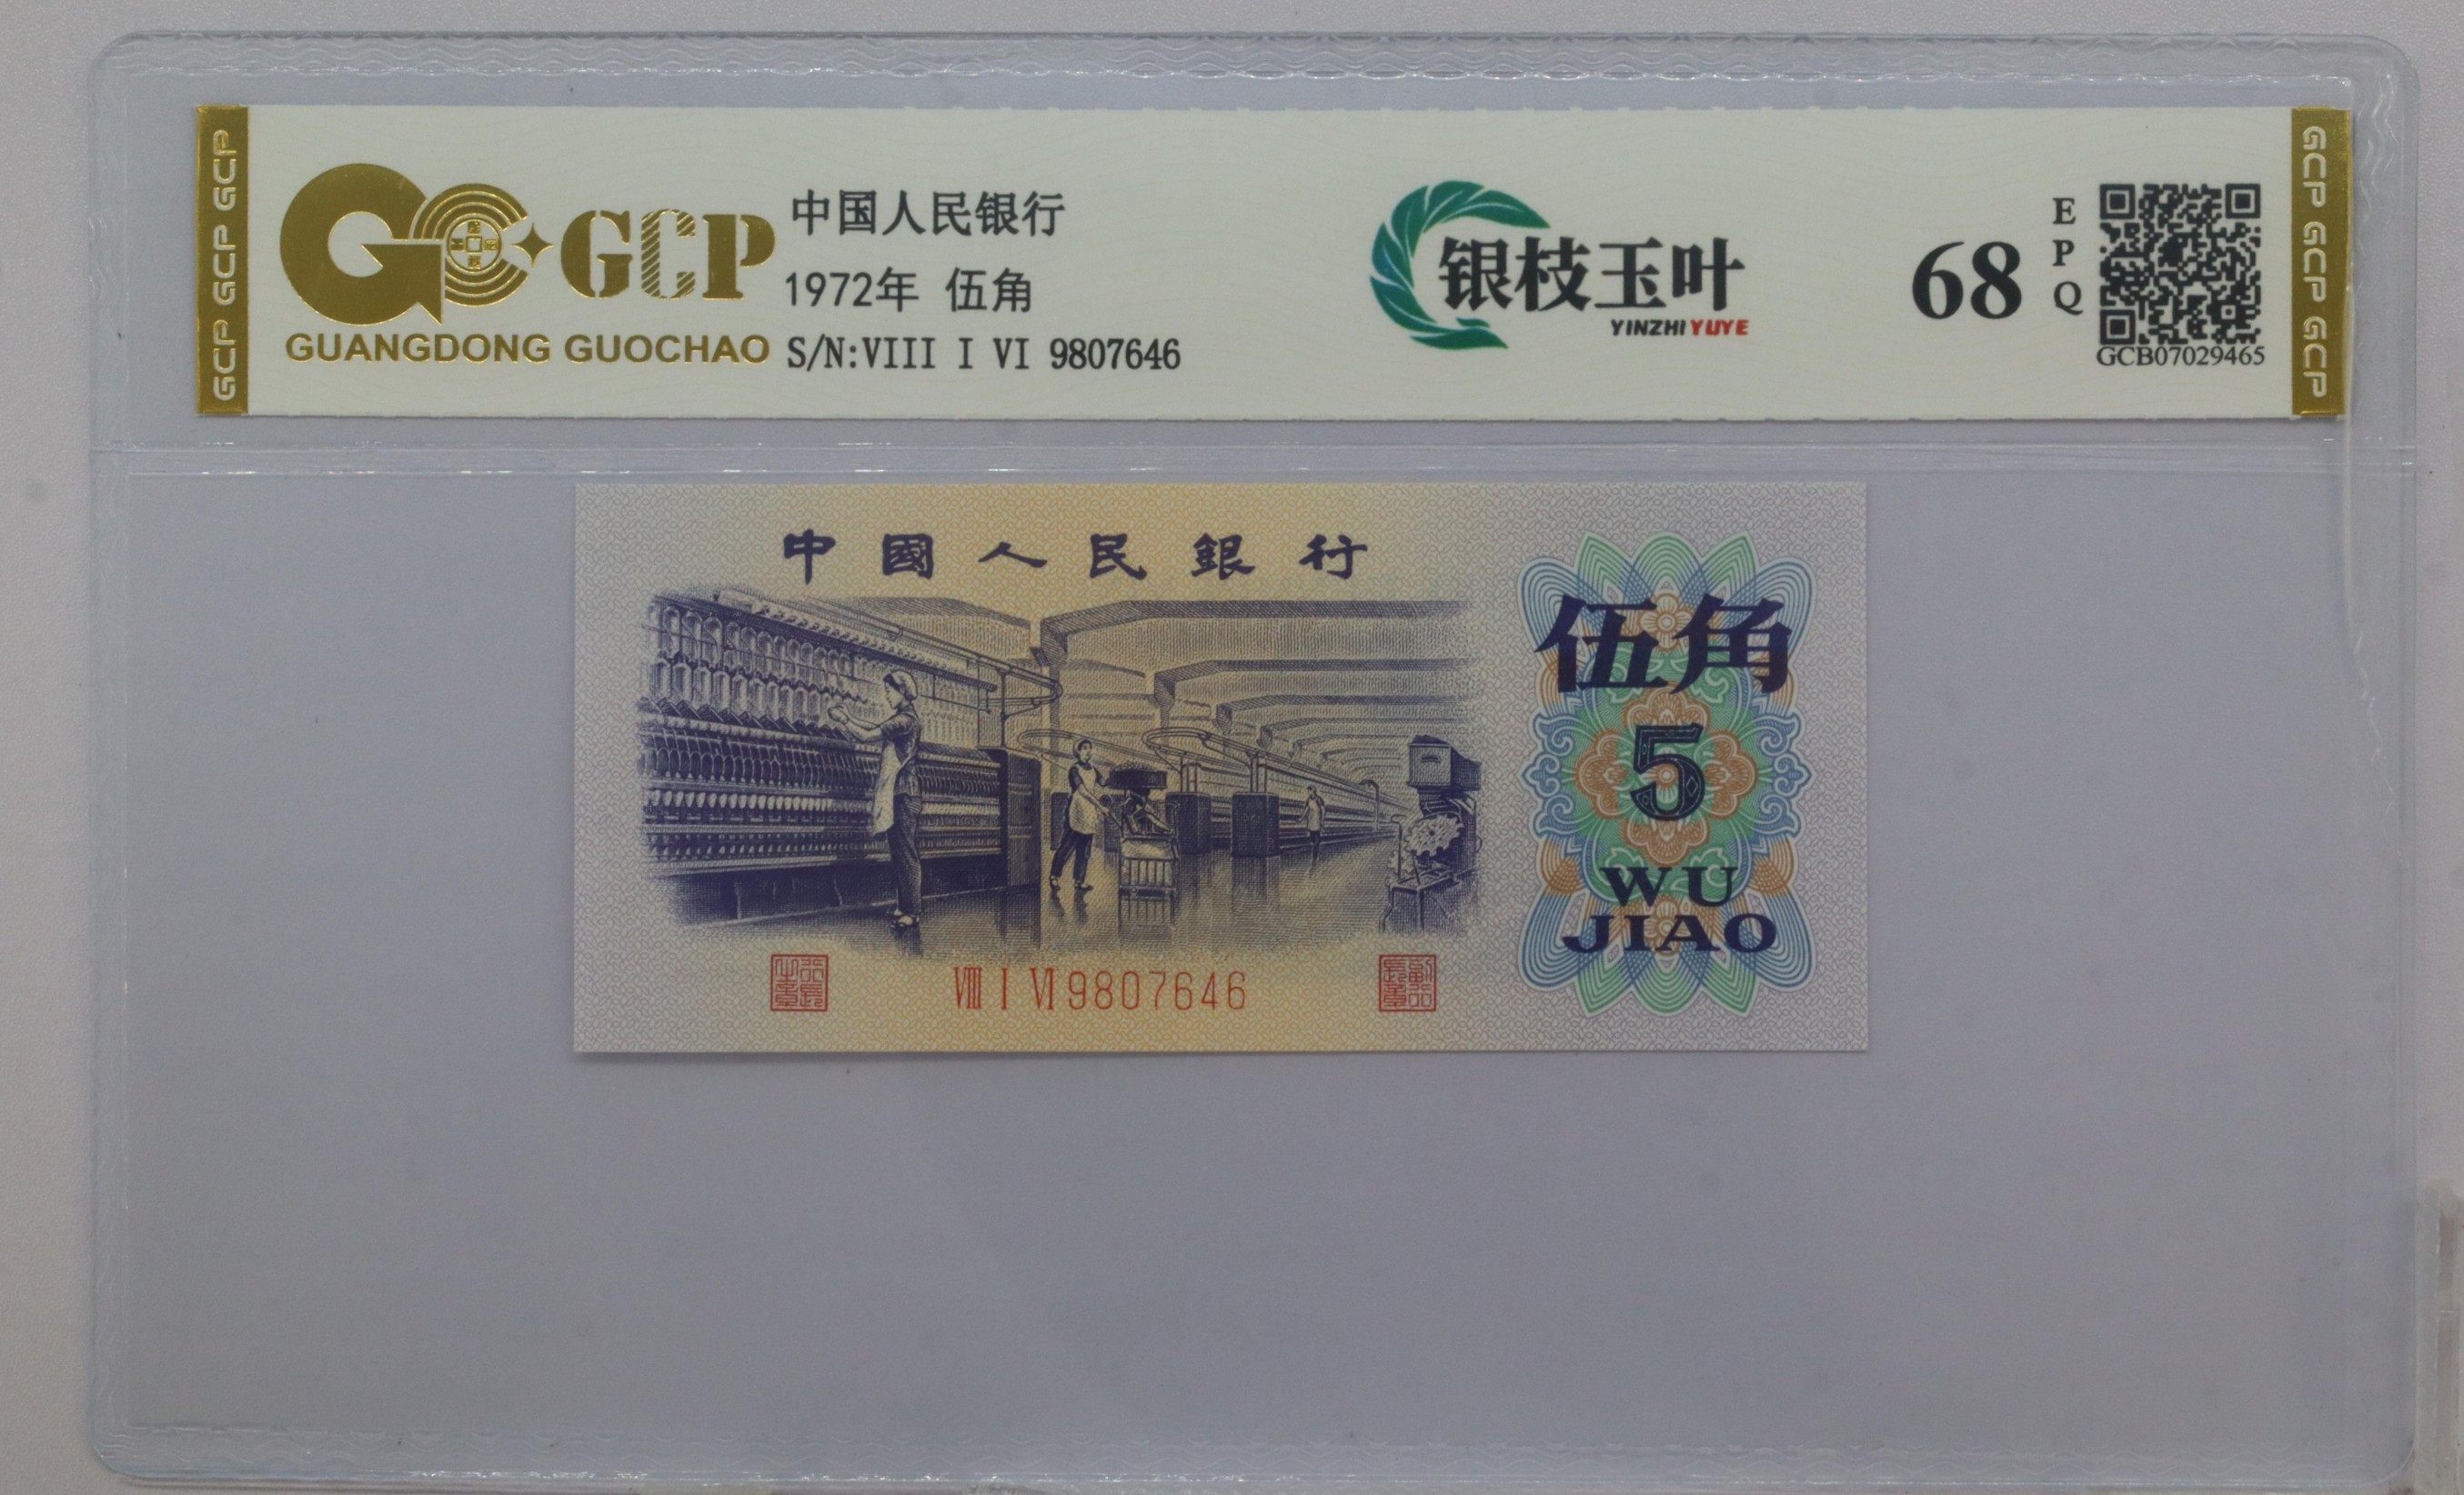 GCP GCP GCP
GCP
GUANGDONG GUOCHAO
中国人民银行
1972年 伍角
S/N:VIII I VI 9807646
银枝玉叶
YINZHI YUYE
68
E
P
Q
GCB07029465
GCP GCP GCP
中國人民銀行
伍角
5
WU
JIAO
VIII I VI 9807646